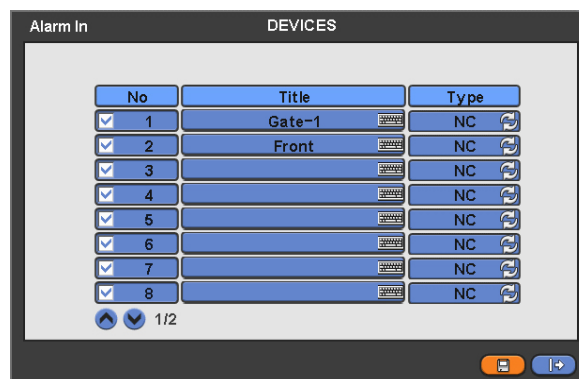 Alarm In DEVICES
No Title Type
1 Gate-1 NC
2 Front NC
3 NC
4 NC
5 NC
6 NC
7 NC
8 NC
1/2